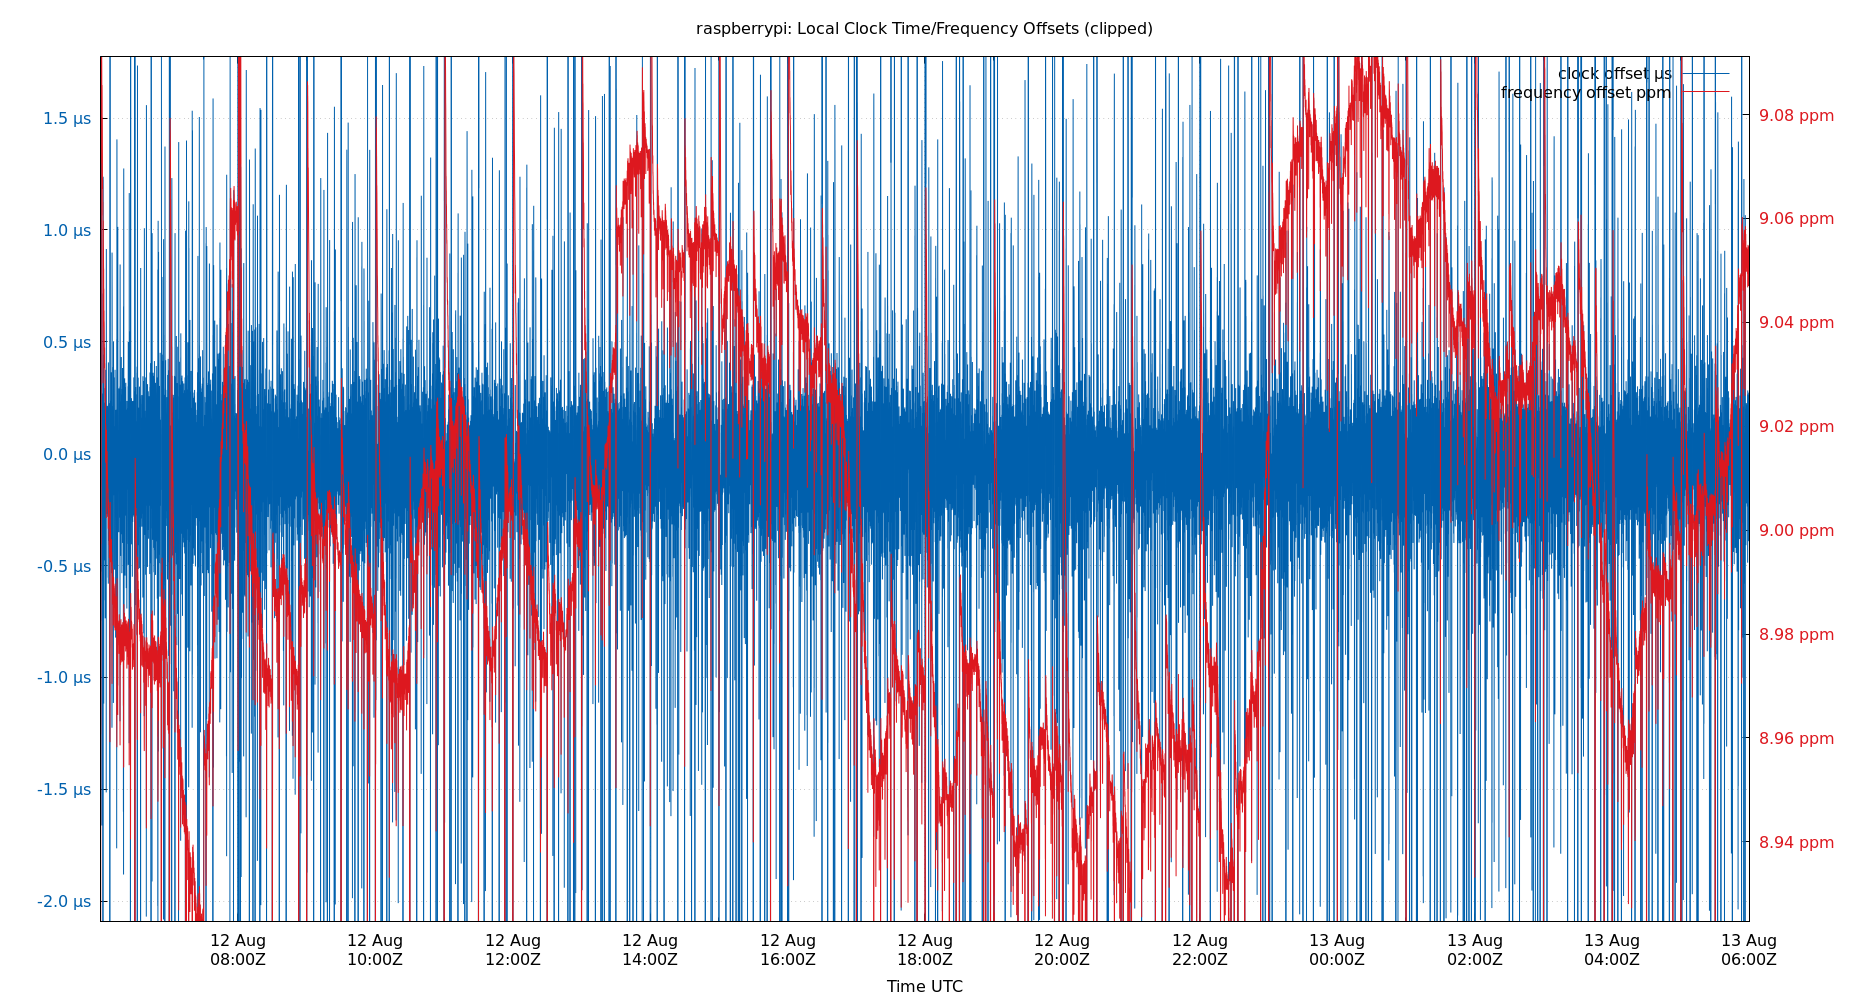 raspberrypi: Local Clock Time/Frequency Offsets (clipped)
clock offset µs
frequency offset ppm
1.5 µs
1.0 µs
0.5 µs
0.0 µs
-0.5 µs
-1.0 µs
-1.5 µs
-2.0 µs
9.08 ppm
9.06 ppm
9.04 ppm
9.02 ppm
9.00 ppm
8.98 ppm
8.96 ppm
8.94 ppm
12 Aug 12 Aug 12 Aug 12 Aug 12 Aug 12 Aug 12 Aug 12 Aug 13 Aug 13 Aug 13 Aug 13 Aug
08:00Z 10:00Z 12:00Z 14:00Z 16:00Z 18:00Z 20:00Z 22:00Z 00:00Z 02:00Z 04:00Z 06:00Z
Time UTC